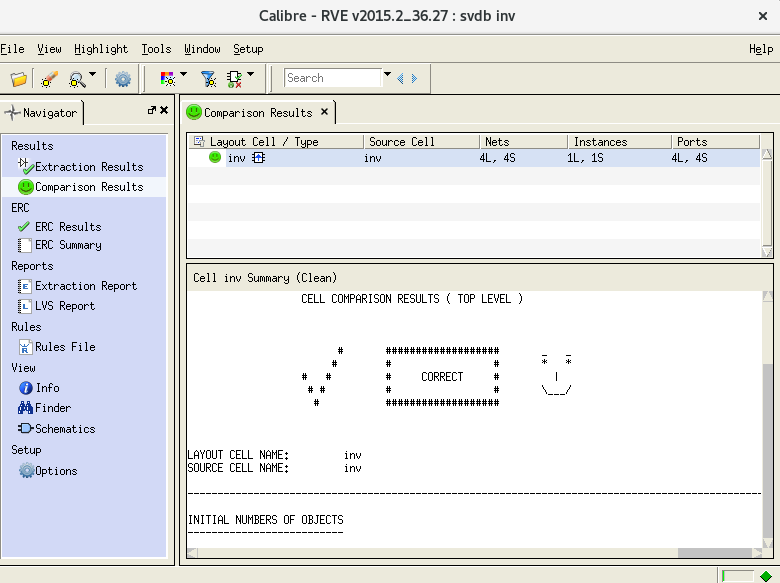 Calibre - RVE v2015.2_36.27 : svdb inv
File View Highlight Tools Window Setup Help
Search
Navigator
Comparison Results
Results
Extraction Results
Comparison Results
ERC
ERC Results
ERC Summary
Reports
Extraction Report
LVS Report
Rules
Rules File
View
Info
Finder
Schematics
Setup
Options
Layout Cell / Type Source Cell Nets Instances Ports
inv inv 4L, 4S 1L, 1S 4L, 4S
Cell inv Summary (Clean)
CELL COMPARISON RESULTS ( TOP LEVEL )
# ################### _ _
# # # * *
# # # CORRECT # |
# # # # \___/
# ###################
LAYOUT CELL NAME: inv
SOURCE CELL NAME: inv
INITIAL NUMBERS OF OBJECTS